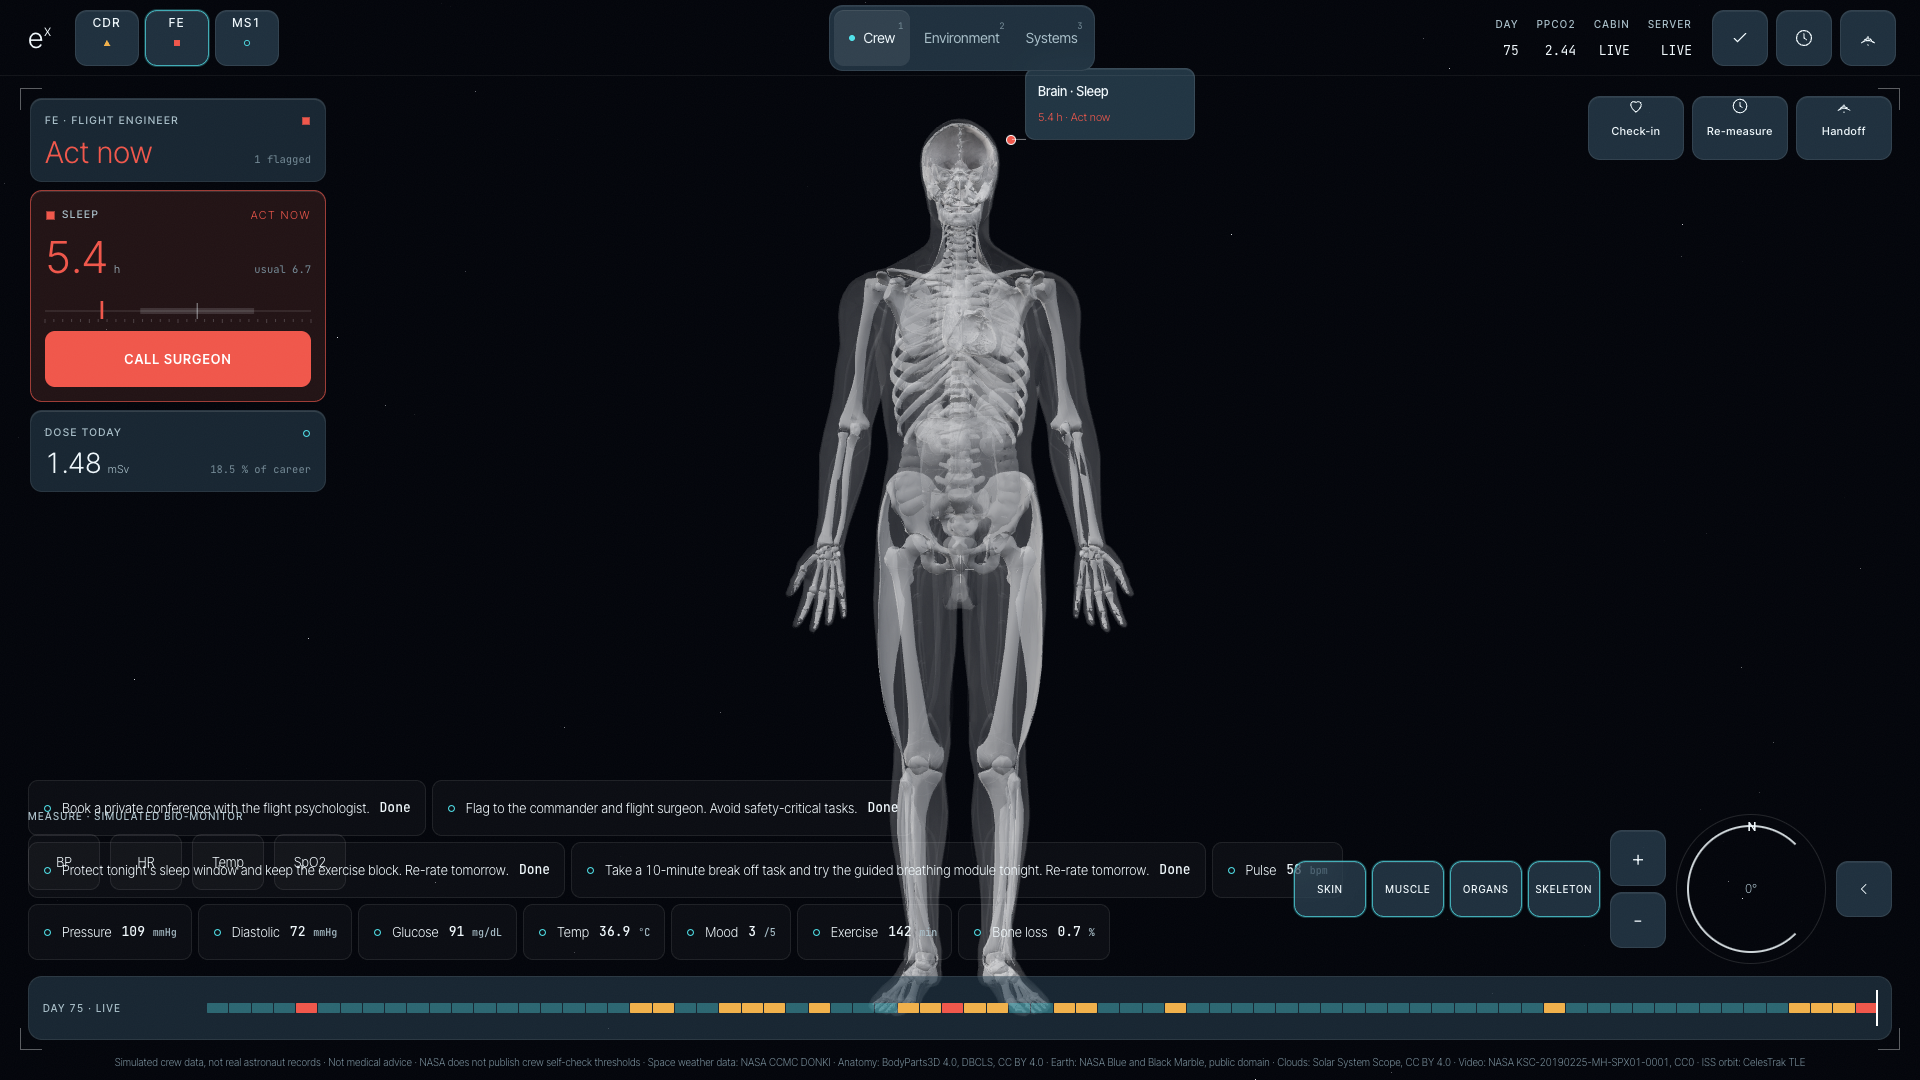 eˣ
CDR
FE
MS1
Crew 1
Environment 2
Systems 3
DAY PPCO2 CABIN SERVER
75 2.44 LIVE LIVE
Brain · Sleep
5.4 h · Act now
Check-in
Re-measure
Handoff
FE · FLIGHT ENGINEER
Act now
1 flagged
SLEEP ACT NOW
5.4 h usual 6.7
CALL SURGEON
DOSE TODAY
1.48 mSv 18.5 % of career
Book a private conference with the flight psychologist. Done
Flag to the commander and flight surgeon. Avoid safety-critical tasks. Done
MEASURE · SIMULATED BIO-MONITOR
BP
HR
Temp
SpO2
Protect tonight's sleep window and keep the exercise block. Re-rate tomorrow. Done
Take a 10-minute break off task and try the guided breathing module tonight. Re-rate tomorrow. Done
Pulse bpm
SKIN
MUSCLE
ORGANS
SKELETON
+
-
N
0°
Pressure 109 mmHg
Diastolic 72 mmHg
Glucose 91 mg/dL
Temp 36.9 °C
Mood 3 /5
Exercise 142 min
Bone loss 0.7 %
DAY 75 · LIVE
Simulated crew data, not real astronaut records · Not medical advice · NASA does not publish crew self-check thresholds · Space weather data: NASA CCMC DONKI · Anatomy: BodyParts3D 4.0, DBCLS, CC BY 4.0 · Earth: NASA Blue and Black Marble, public domain · Clouds: Solar System Scope, CC BY 4.0 · Video: NASA KSC-20190225-MH-SPX01-0001, CC0 · ISS orbit: CelesTrak TLE